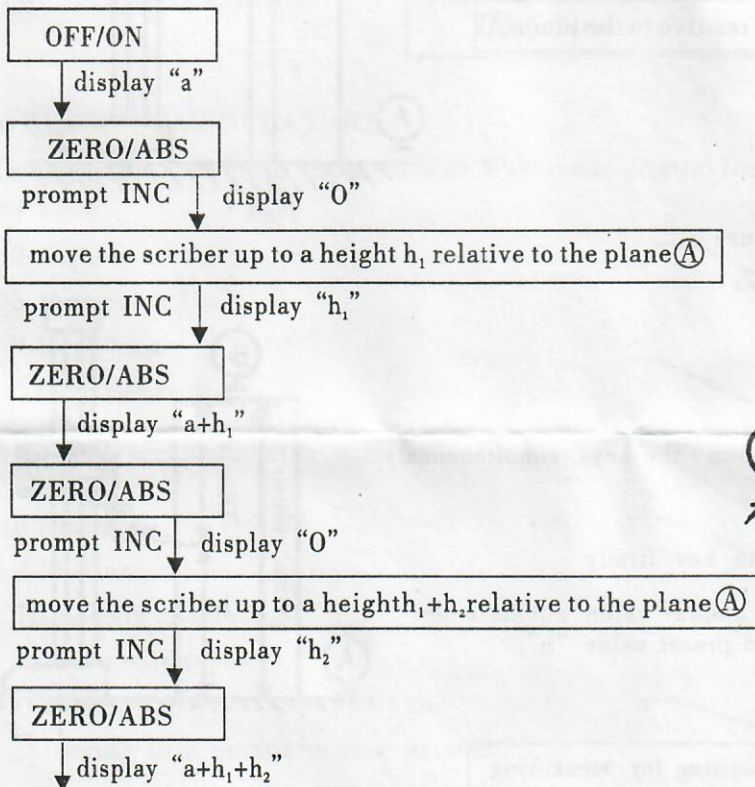 OFF/ON
display “a”
ZERO/ABS
prompt INC display “O”
move the scriber up to a height h₁ relative to the plane Ⓐ
prompt INC display “h₁”
ZERO/ABS
display “a+h₁”
ZERO/ABS
prompt INC display “O”
move the scriber up to a heighth₁+h₂relative to the plane Ⓐ
prompt INC display “h₂”
ZERO/ABS
display “a+h₁+h₂”